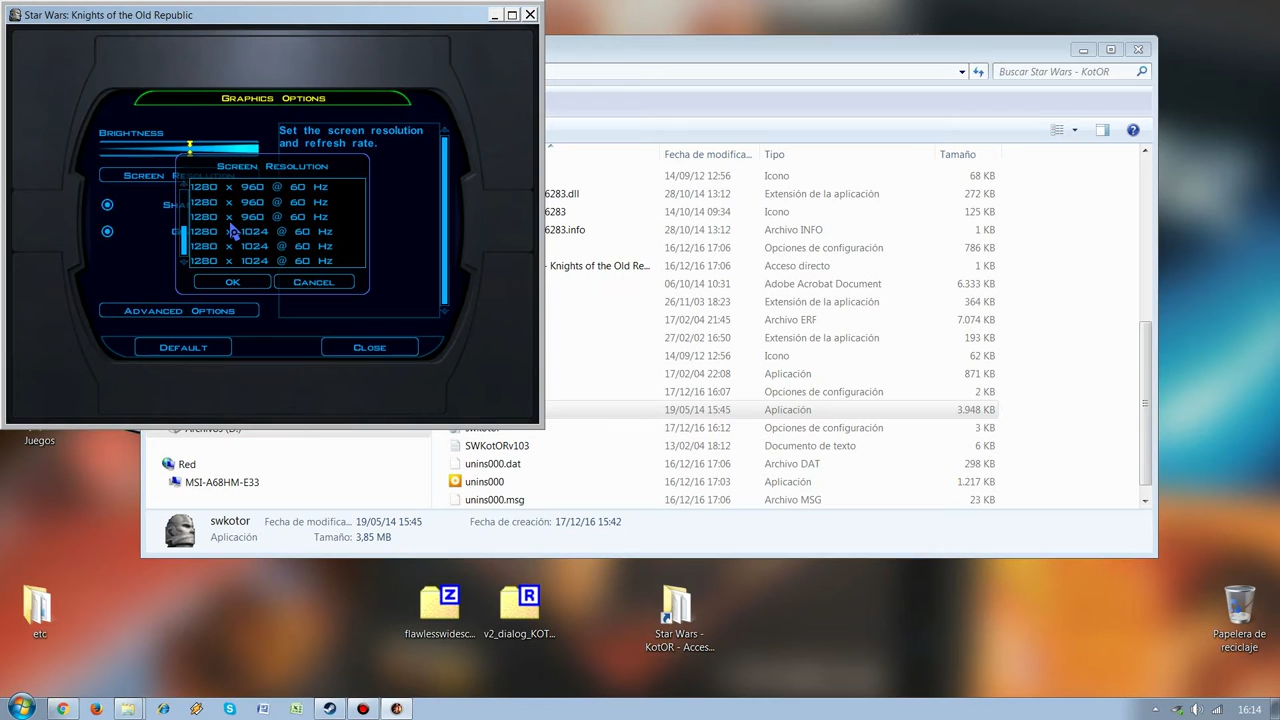 Star Wars: Knights of the Old Republic
Graphics Options
Brightness
Set the screen resolution
and refresh rate.
Screen Resolution
1280 x 960 @ 60 Hz
1280 x 960 @ 60 Hz
1280 x 960 @ 60 Hz
1280 x 1024 @ 60 Hz
1280 x 1024 @ 60 Hz
1280 x 1024 @ 60 Hz
OK
Cancel
Advanced Options
Default
Close
Buscar Star Wars - KotOR
Fecha de modifica...
Tipo
Tamaño
14/09/12 12:56 Icono 68 KB
6283.dll 28/10/14 13:12 Extensión de la aplicación 272 KB
6283 14/10/14 09:34 Icono 125 KB
6283.info 28/10/14 13:12 Archivo INFO 1 KB
16/12/16 17:06 Opciones de configuración 786 KB
- Knights of the Old Re... 16/12/16 17:06 Acceso directo 1 KB
06/10/14 10:31 Adobe Acrobat Document 6.333 KB
26/11/03 18:23 Extensión de la aplicación 364 KB
17/02/04 21:45 Archivo ERF 7.074 KB
27/02/02 16:50 Extensión de la aplicación 193 KB
14/09/12 12:56 Icono 62 KB
17/02/04 22:08 Aplicación 871 KB
17/12/16 16:07 Opciones de configuración 2 KB
19/05/14 15:45 Aplicación 3.948 KB
17/12/16 16:12 Opciones de configuración 3 KB
SWKotORv103 13/02/04 18:12 Documento de texto 6 KB
unins000.dat 16/12/16 17:06 Archivo DAT 298 KB
unins000 16/12/16 17:03 Aplicación 1.217 KB
unins000.msg 16/12/16 17:06 Archivo MSG 23 KB
Red
MSI-A68HM-E33
swkotor Fecha de modifica... 19/05/14 15:45 Fecha de creación: 17/12/16 15:42
Aplicación Tamaño: 3,85 MB
Juegos
etc
flawlesswidesc...
v2_dialog_KOT...
Star Wars -
KotOR - Acces...
Papelera de
reciclaje
16:14